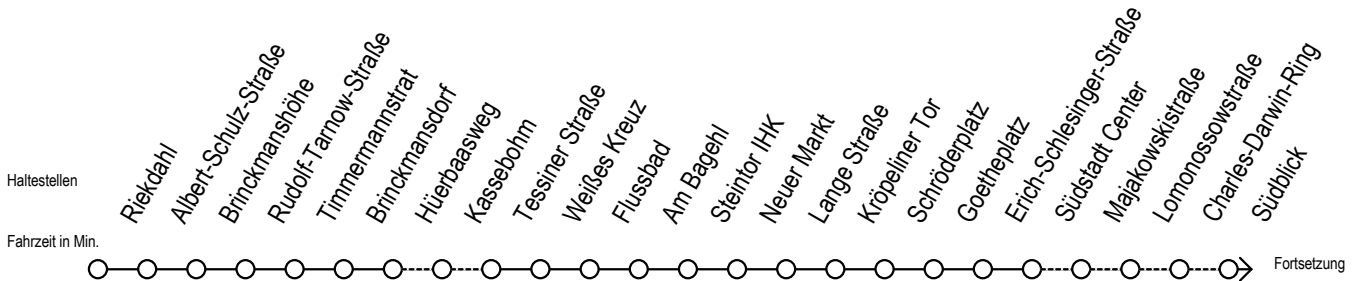 Riekdahl
Albert-Schulz-Straße
Brinckmanshöhe
Rudolf-Tarnow-Straße
Timmermannstrat
Brinckmansdorf
Hüerbaasweg
Kassebohm
Tessiner Straße
Weißes Kreuz
Flussbad
Am Bagehl
Steintor IHK
Neuer Markt
Lange Straße
Kröpeliner Tor
Schröderplatz
Goetheplatz
Erich-Schlesinger-Straße
Südstadt Center
Majakowskistraße
Lomonossowstraße
Charles-Darwin-Ring
Südblick
Haltestellen
Fahrzeit in Min.
Fortsetzung